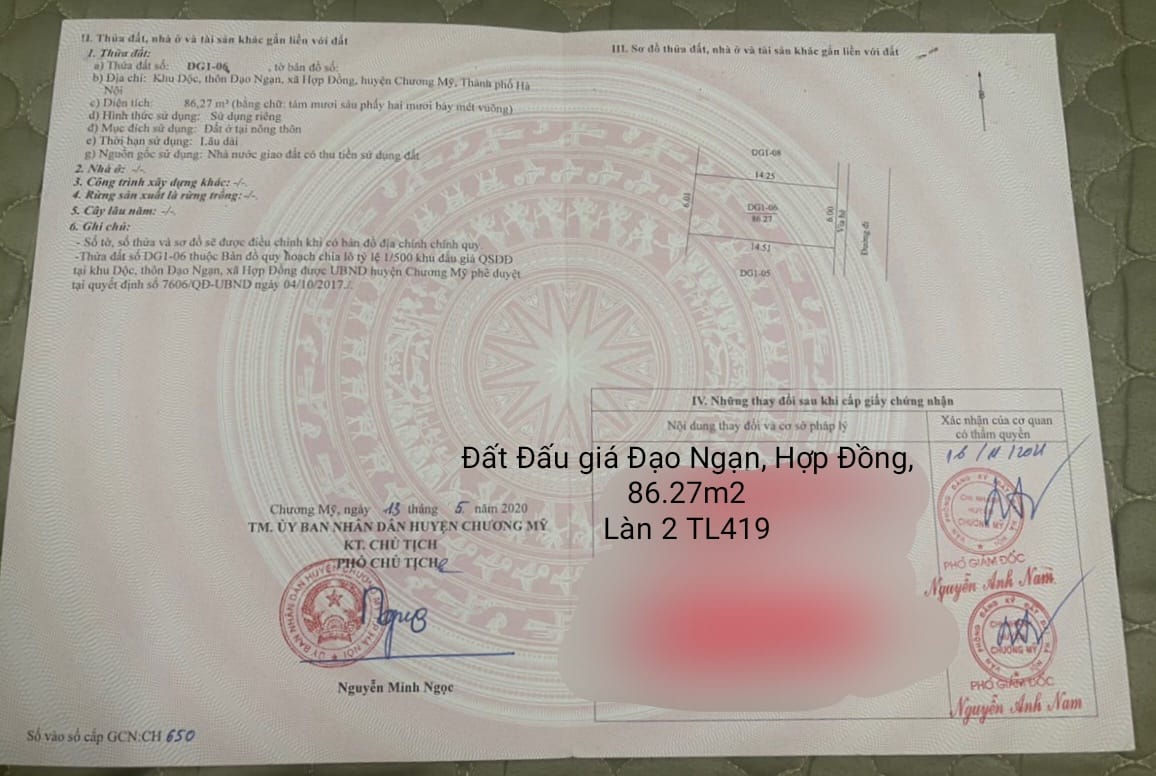 II. Thửa đất, nhà ở và tài sản khác gắn liền với đất
1. Thửa đất:
a) Thửa đất số: DG1-06 , tờ bản đồ số:
b) Địa chỉ: Khu Dộc, thôn Đạo Ngạn, xã Hợp Đồng, huyện Chương Mỹ, Thành phố Hà
Nội
c) Diện tích: 86,27 m² (bằng chữ: tám mươi sáu phẩy hai mươi bảy mét vuông)
d) Hình thức sử dụng: Sử dụng riêng
đ) Mục đích sử dụng: Đất ở tại nông thôn
e) Thời hạn sử dụng: Lâu dài
g) Nguồn gốc sử dụng: Nhà nước giao đất có thu tiền sử dụng đất
2. Nhà ở: -/-.
3. Công trình xây dựng khác: -/-.
4. Rừng sản xuất là rừng trồng: -/-.
5. Cây lâu năm: -/-.
6. Ghi chú:
- Số tờ, số thửa và sơ đồ sẽ được điều chỉnh khi có bản đồ địa chính chính quy.
-Thửa đất số DG1-06 thuộc Bản đồ quy hoạch chia lô tỷ lệ 1/500 khu đấu giá QSDĐ
tại khu Dộc, thôn Đạo Ngạn, xã Hợp Đồng được UBND huyện Chương Mỹ phê duyệt
tại quyết định số 7606/QĐ-UBND ngày 04/10/2017./.
Chương Mỹ, ngày 13 tháng 5 năm 2020
TM. ỦY BAN NHÂN DÂN HUYỆN CHƯƠNG MỸ
KT. CHỦ TỊCH
PHÓ CHỦ TỊCH
Nguyễn Minh Ngọc
Số vào sổ cấp GCN:CH 650
III. Sơ đồ thửa đất, nhà ở và tài sản khác gắn liền với đất
B
DG1-08
14.25
6.01
DG1-06
86.27
6.00
Vỉa hè
Đường đi
14.51
DG1-05
IV. Những thay đổi sau khi cấp giấy chứng nhận
Nội dung thay đổi và cơ sở pháp lý
Xác nhận của cơ quan
có thẩm quyền
16/11/2021
Đất Đấu giá Đạo Ngạn, Hợp Đồng,
86.27m2
Làn 2 TL419
CHƯƠNG MỸ
PHÓ GIÁM ĐỐC
Nguyễn Anh Nam
CHƯƠNG MỸ
PHÓ GIÁM ĐỐC
Nguyễn Anh Nam